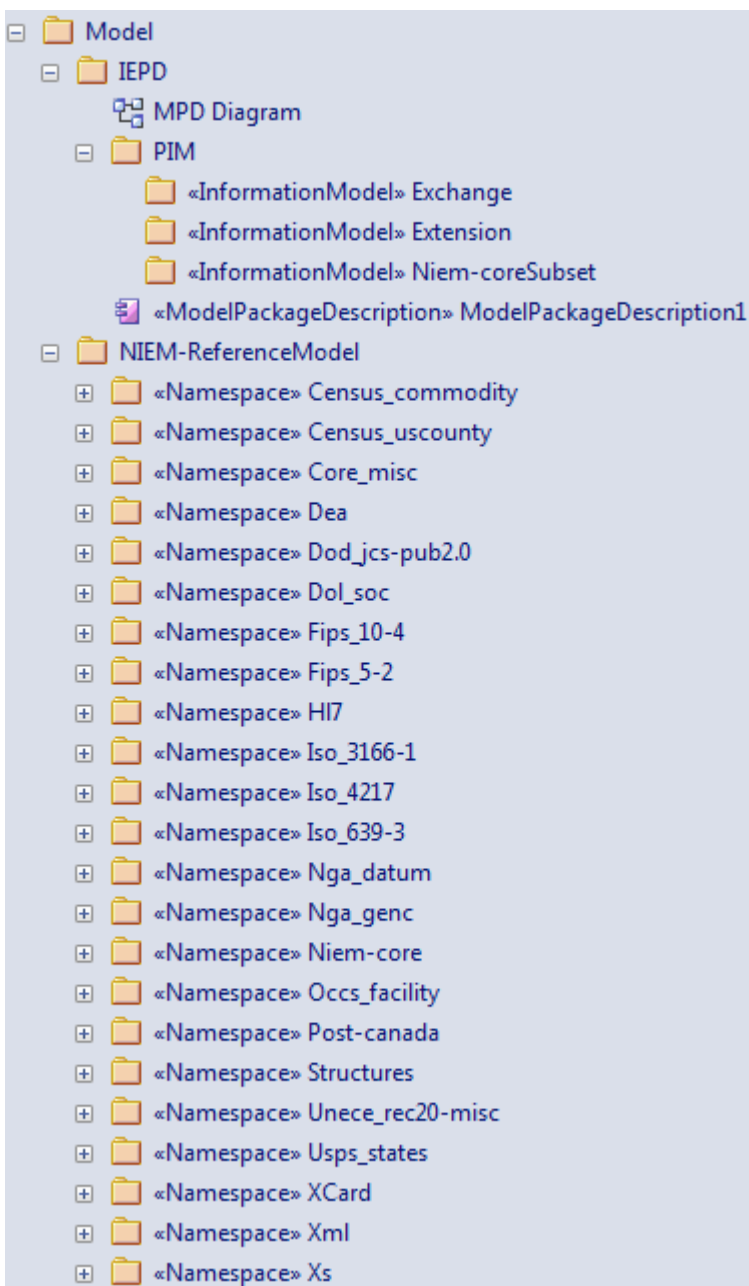 Model
IEPD
MPD Diagram
PIM
«InformationModel» Exchange
«InformationModel» Extension
«InformationModel» Niem-coreSubset
«ModelPackageDescription» ModelPackageDescription1
NIEM-ReferenceModel
«Namespace» Census_commodity
«Namespace» Census_uscounty
«Namespace» Core_misc
«Namespace» Dea
«Namespace» Dod_jcs-pub2.0
«Namespace» Dol_soc
«Namespace» Fips_10-4
«Namespace» Fips_5-2
«Namespace» Hl7
«Namespace» Iso_3166-1
«Namespace» Iso_4217
«Namespace» Iso_639-3
«Namespace» Nga_datum
«Namespace» Nga_genc
«Namespace» Niem-core
«Namespace» Occs_facility
«Namespace» Post-canada
«Namespace» Structures
«Namespace» Unece_rec20-misc
«Namespace» Usps_states
«Namespace» XCard
«Namespace» Xml
«Namespace» Xs